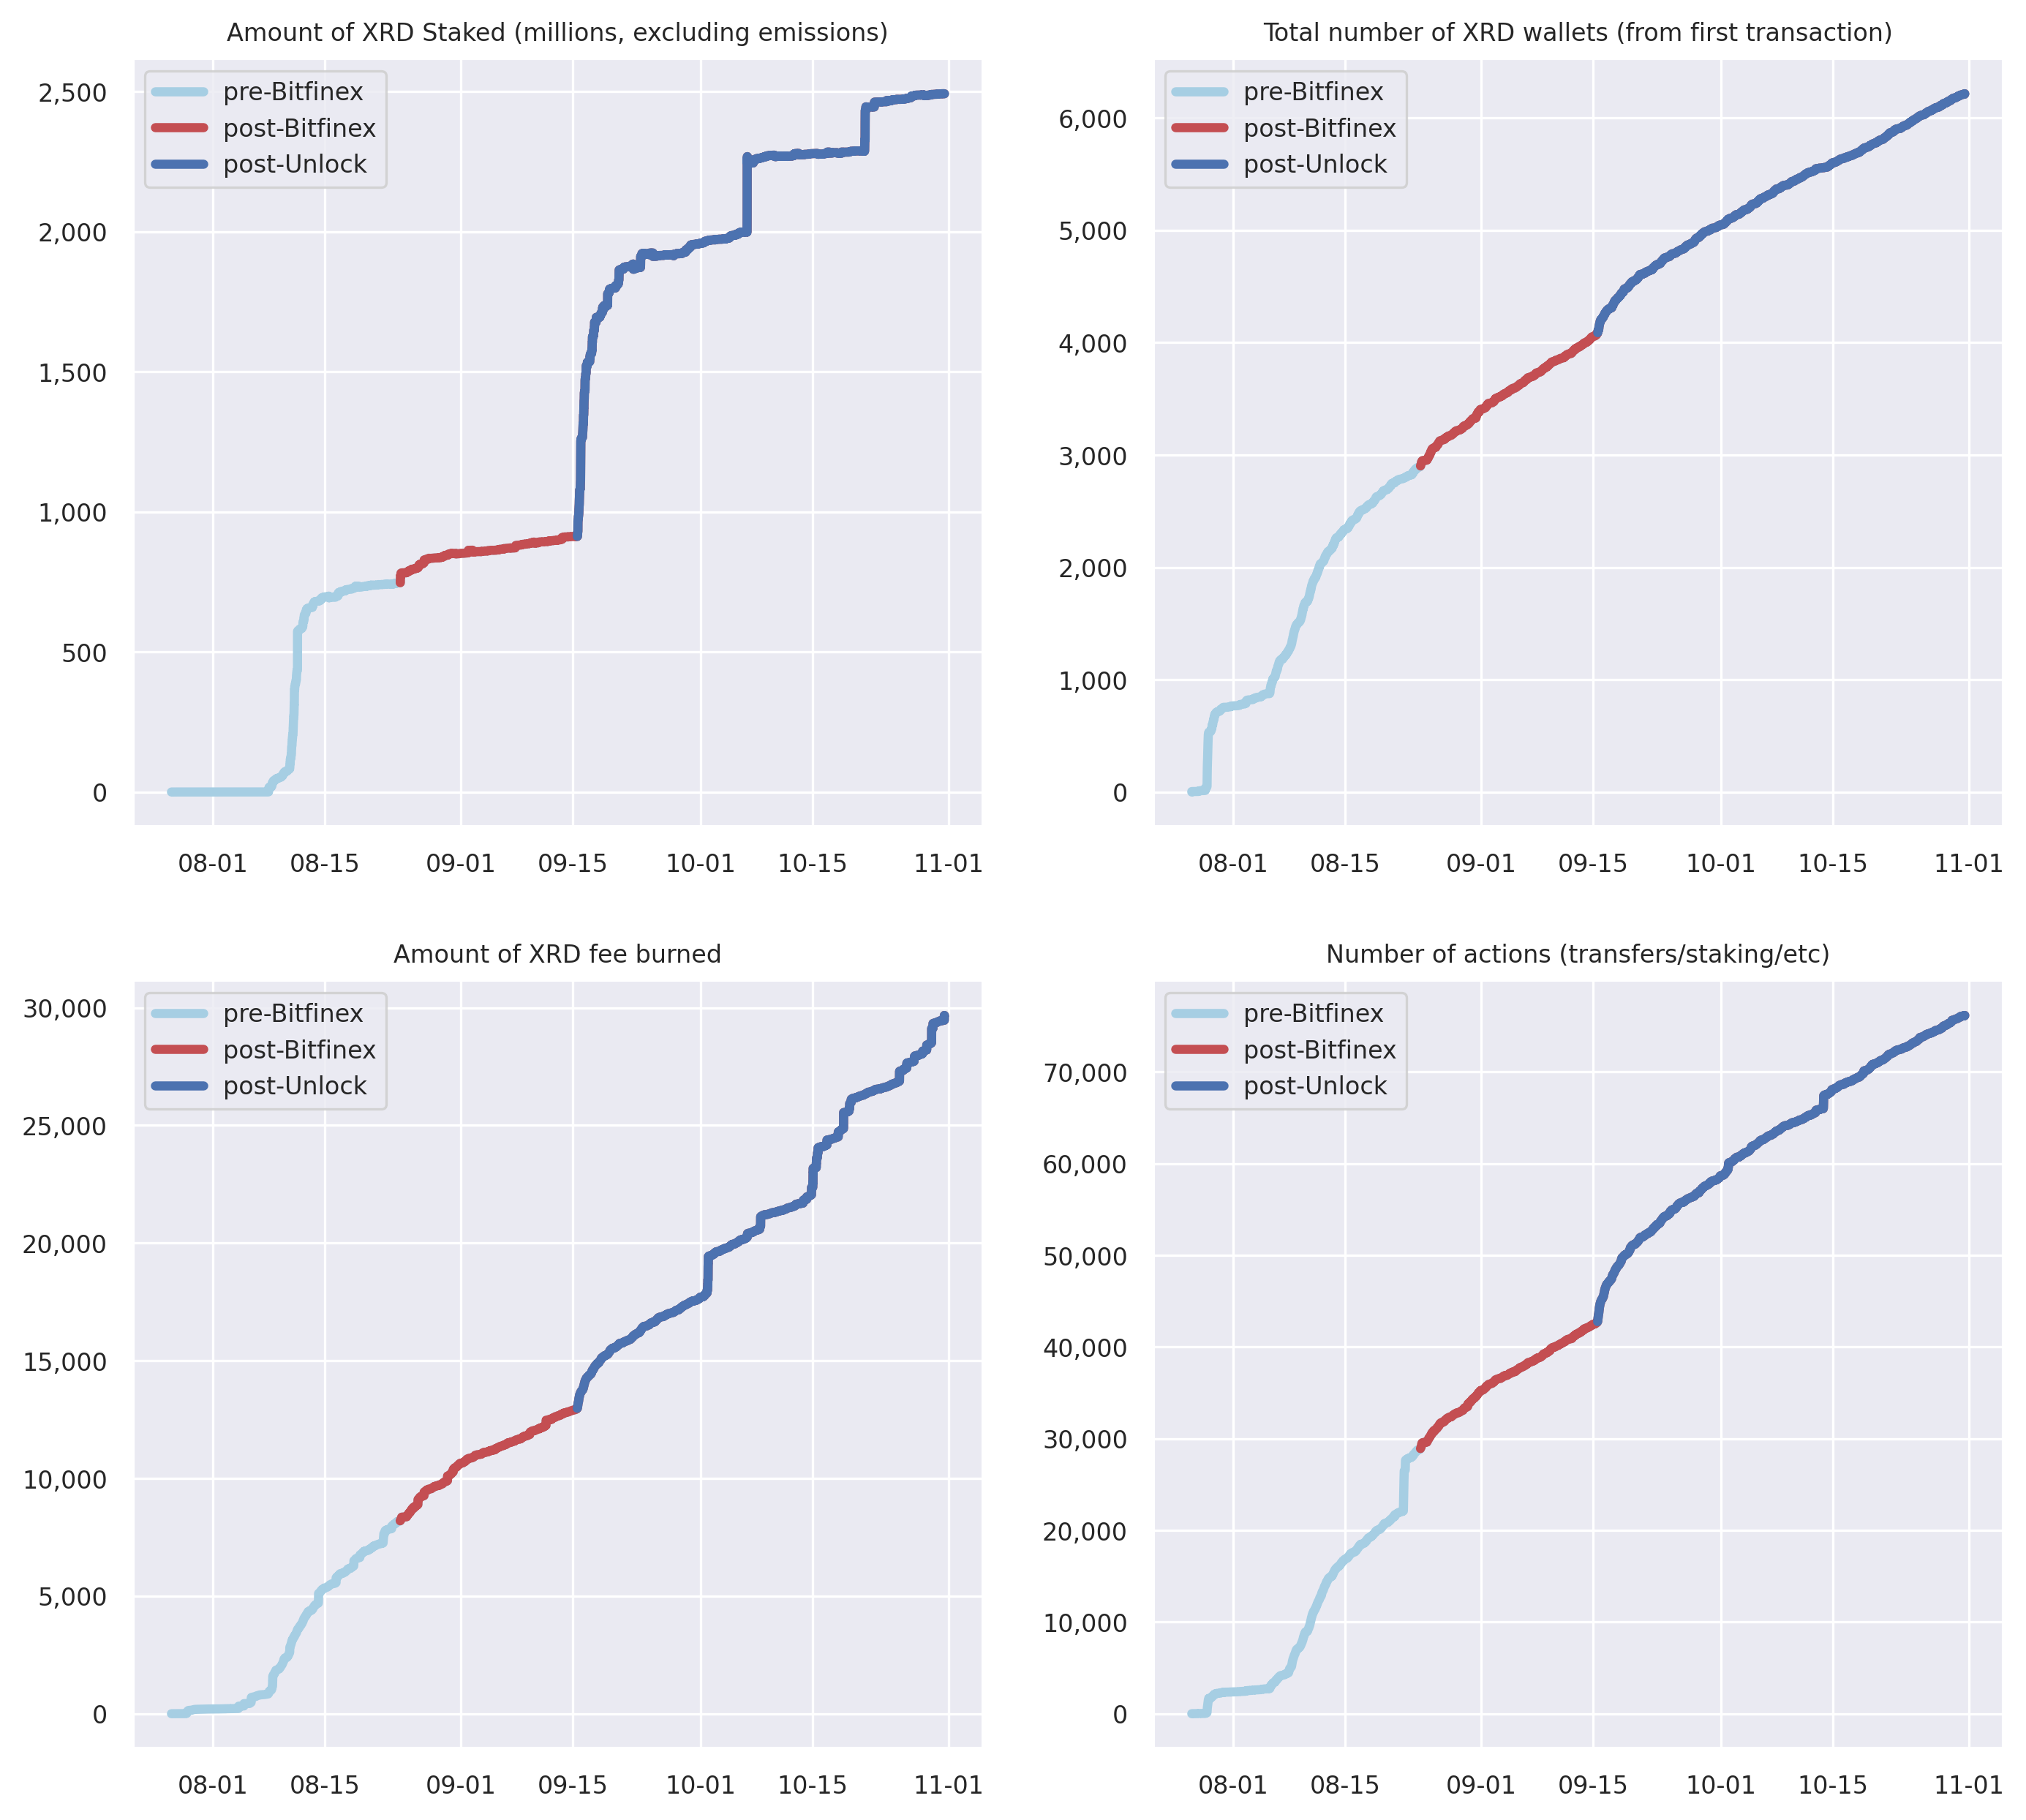 Amount of XRD Staked (millions, excluding emissions)
pre-Bitfinex
post-Bitfinex
post-Unlock
2,500
2,000
1,500
1,000
500
0
08-01 08-15 09-01 09-15 10-01 10-15 11-01
Total number of XRD wallets (from first transaction)
pre-Bitfinex
post-Bitfinex
post-Unlock
6,000
5,000
4,000
3,000
2,000
1,000
0
08-01 08-15 09-01 09-15 10-01 10-15 11-01
Amount of XRD fee burned
pre-Bitfinex
post-Bitfinex
post-Unlock
30,000
25,000
20,000
15,000
10,000
5,000
0
08-01 08-15 09-01 09-15 10-01 10-15 11-01
Number of actions (transfers/staking/etc)
pre-Bitfinex
post-Bitfinex
post-Unlock
70,000
60,000
50,000
40,000
30,000
20,000
10,000
0
08-01 08-15 09-01 09-15 10-01 10-15 11-01